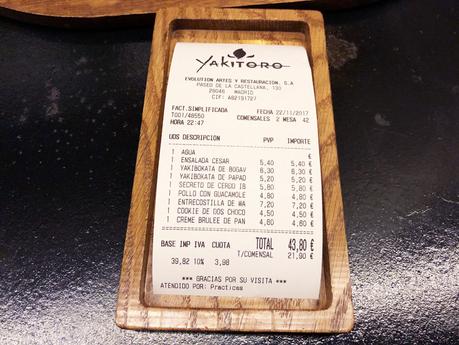 YAKITORO
EVOLUTION ARTES Y RESTAURACION, S.A
PASEO DE LA CASTELLANA, 130
28046 MADRID
CIF: A82191727
FACT.SIMPLIFICADA FECHA 22/11/2017
T001/46550 COMENSALES 2 MESA 42
HORA 22:47
UDS DESCRIPCIÓN PVP IMPORTE
1 AGUA €
1 ENSALADA CESAR 5,40 5,40 €
1 YAKIBOKATA DE BOGAV 6,30 6,30 €
1 YAKIBOKATA DE PAPAD 5,20 5,20 €
1 SECRETO DE CERDO IB 5,80 5,80 €
1 POLLO CON GUACAMOLE 4,80 4,80 €
1 ENTRECOSTILLA DE WA 7,20 7,20 €
1 COOKIE DE DOS CHOCO 4,50 4,50 €
1 CREME BRULEE DE PAN 4,60 4,60 €
BASE IMP IVA CUOTA TOTAL 43,80 €
T/COMENSAL 21,90 €
39,82 10% 3,98
*** GRACIAS POR SU VISITA ***
ATENDIDO POR: Practicas